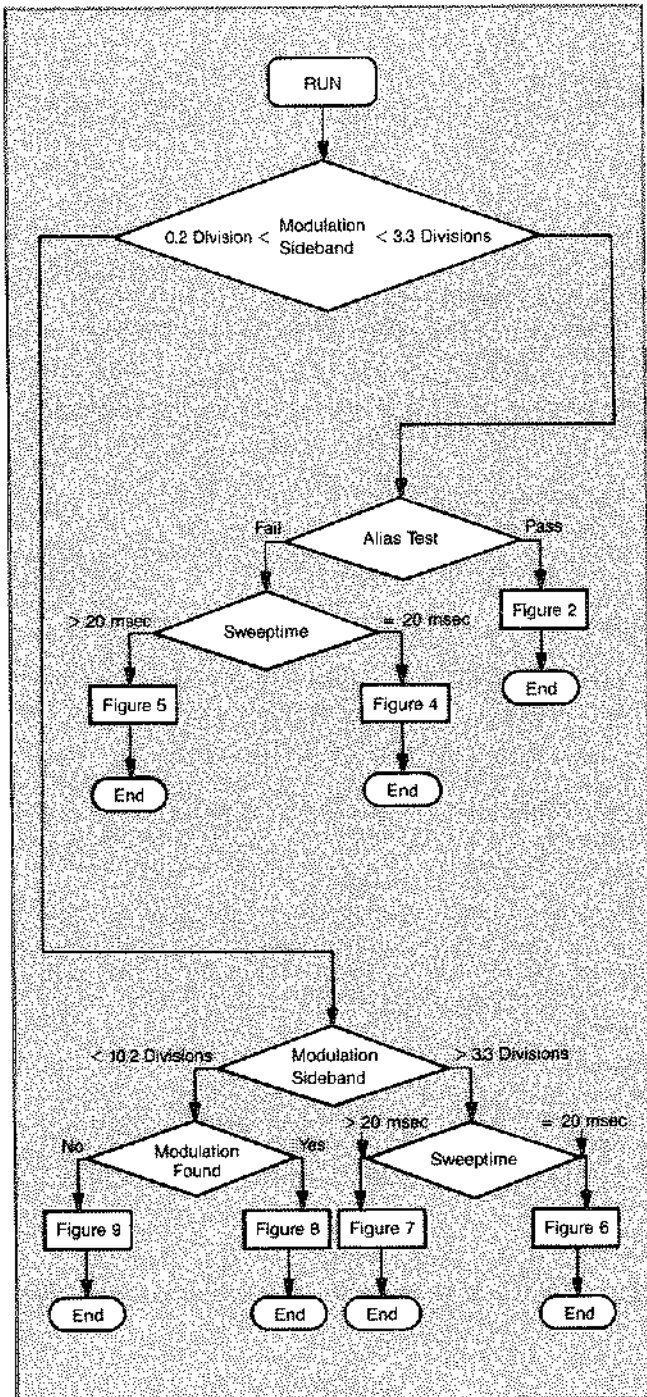 RUN
0.2 Division < Modulation Sideband < 3.3 Divisions
Fail
Alias Test
Pass
Figure 2
End
> 20 msec
Sweeptime
= 20 msec
Figure 5
Figure 4
End
End
< 10.2 Divisions
Modulation
Sideband
> 3.3 Divisions
No
Modulation
Found
Yes
> 20 msec
Sweeptime
= 20 msec
Figure 9
Figure 8
Figure 7
Figure 6
End
End
End
End